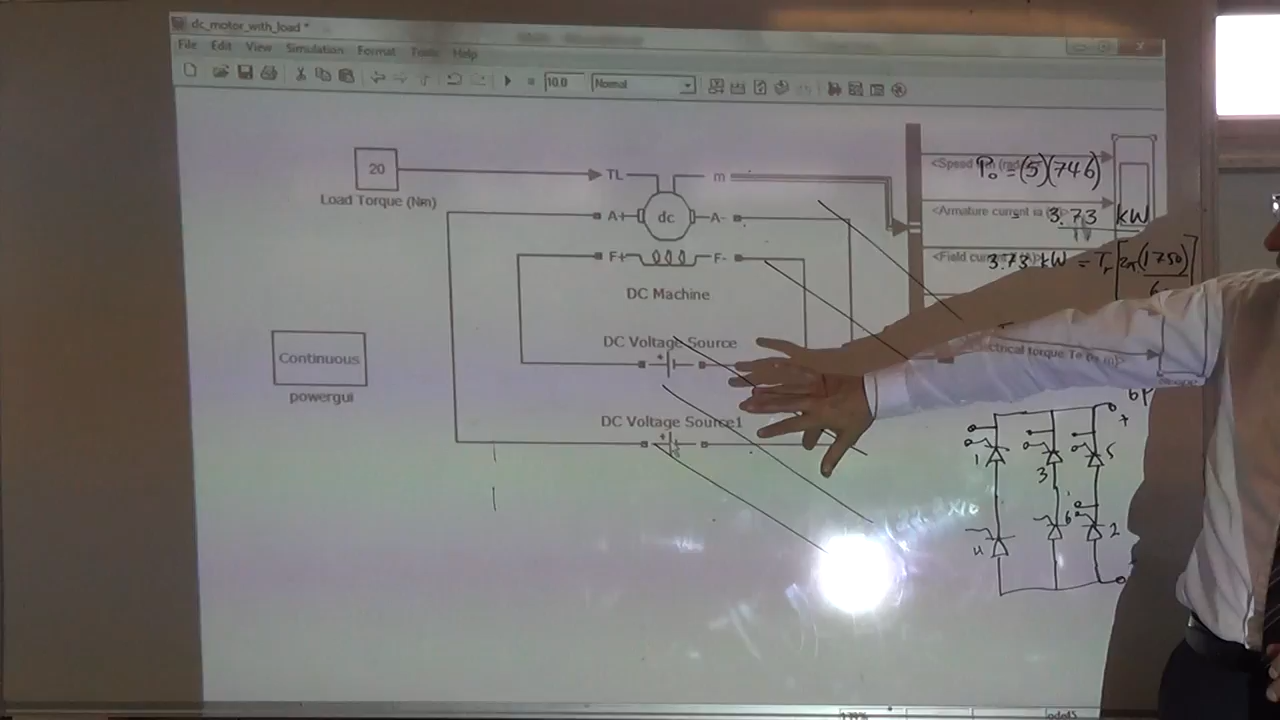 dc_motor_with_load *
File Edit View Simulation Format Tools Help
10.0 Normal
20
Load Torque (Nm)
TL m
A+ dc A-
F+ F-
DC Machine
DC Voltage Source
DC Voltage Source1
Continuous
powergui
<Speed
<Armature current ia
<Field current
Electrical torque Te
P₀ = (5)(746)
= 3.73 kW
3.73 kW = T [2π(1750)
+
1 3 5
4 6 2
ode45